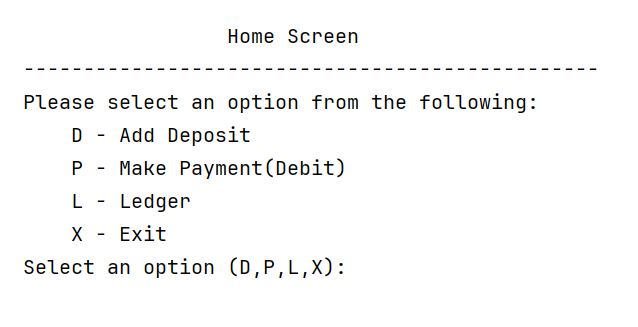 Home Screen
------------------------------------------------
Please select an option from the following:
D - Add Deposit
P - Make Payment(Debit)
L - Ledger
X - Exit
Select an option (D,P,L,X):